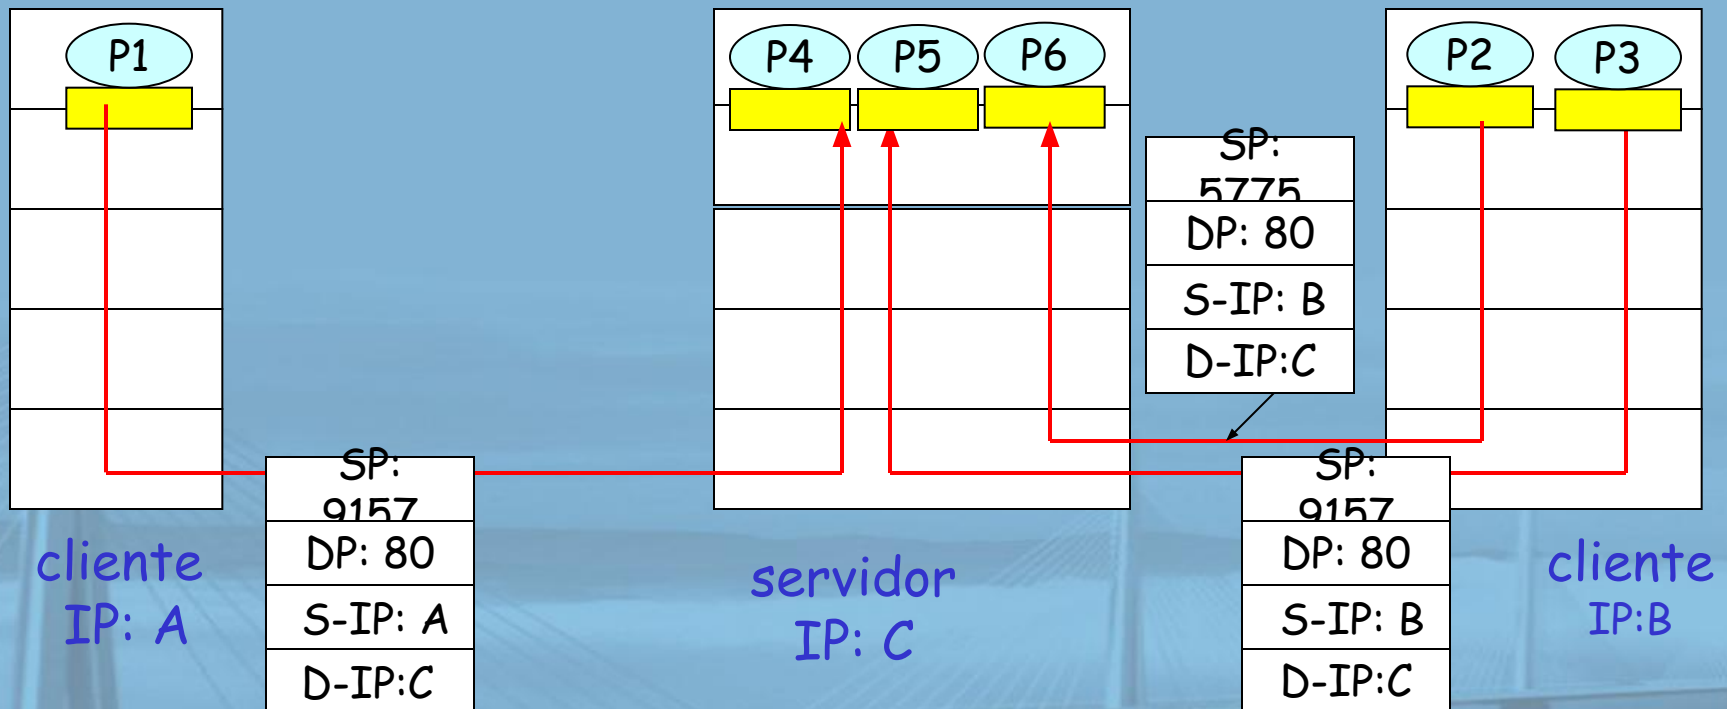 P1
P4
P5
P6
P2
P3
SP:
5775
DP: 80
S-IP: B
D-IP:C
SP:
9157
DP: 80
S-IP: A
D-IP:C
SP:
9157
DP: 80
S-IP: B
D-IP:C
cliente
IP: A
servidor
IP: C
cliente
IP:B